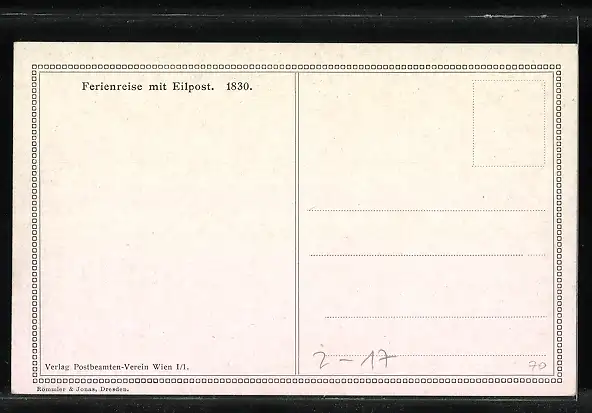 Ferienreise mit Eilpost. 1830.
2-17
70
Verlag Postbeamten-Verein Wien I/1.
Römmler & Jonas, Dresden.